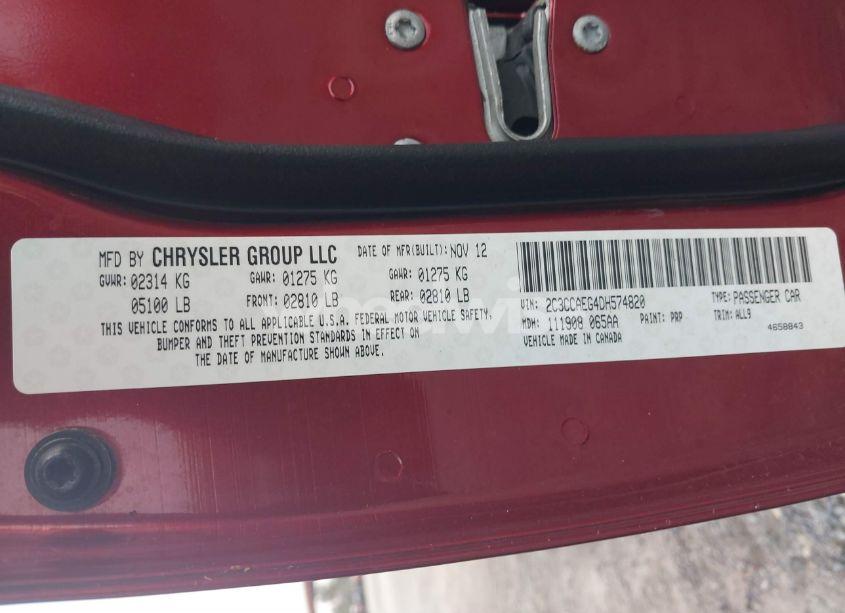 MFD BY CHRYSLER GROUP LLC DATE OF MFR(BUILT): NOV 12
GVWR: 02314 KG GAWR: 01275 KG GAWR: 01275 KG
05100 LB FRONT: 02810 LB REAR: 02810 LB
THIS VEHICLE CONFORMS TO ALL APPLICABLE U.S.A. FEDERAL MOTOR VEHICLE SAFETY,
BUMPER AND THEFT PREVENTION STANDARDS IN EFFECT ON
THE DATE OF MANUFACTURE SHOWN ABOVE.
VIN: 2C3CCAEG4DH574820 TYPE: PASSENGER CAR
MDH: 111908 065AA PAINT: PRP TRIM: ALL9
VEHICLE MADE IN CANADA 4658843